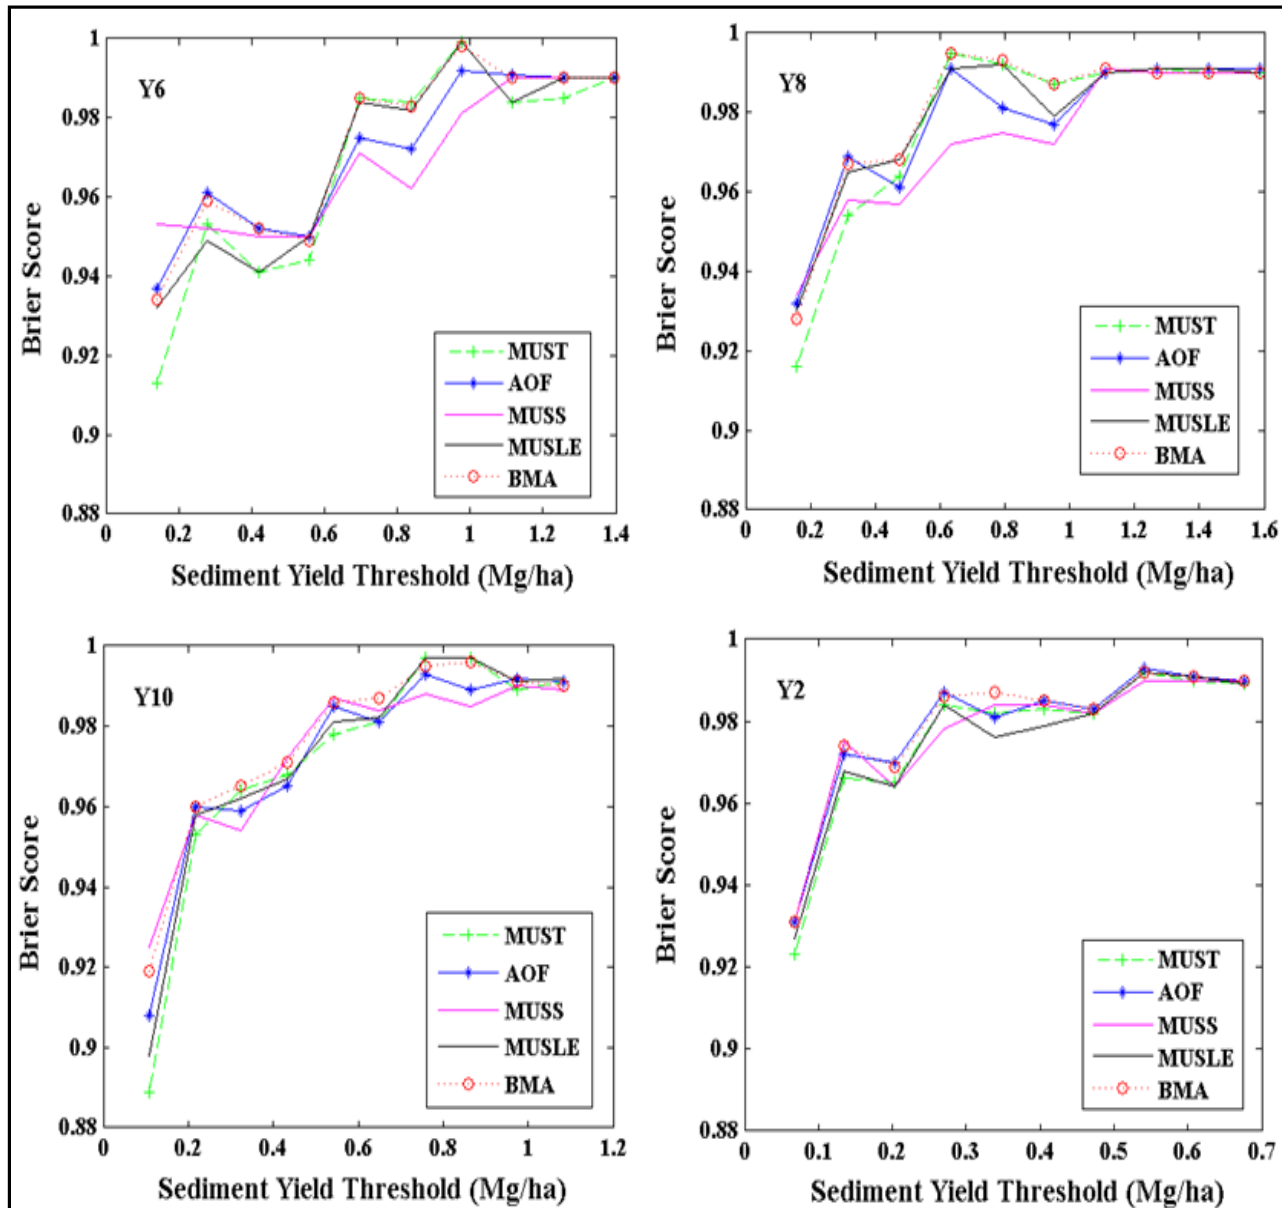 Y6
1
0.98
0.96
0.94
0.92
0.9
0.88
0 0.2 0.4 0.6 0.8 1 1.2 1.4
Brier Score
Sediment Yield Threshold (Mg/ha)
MUST
AOF
MUSS
MUSLE
BMA
Y8
1
0.98
0.96
0.94
0.92
0.9
0.88
0 0.2 0.4 0.6 0.8 1 1.2 1.4 1.6
Brier Score
Sediment Yield Threshold (Mg/ha)
MUST
AOF
MUSS
MUSLE
BMA
Y10
1
0.98
0.96
0.94
0.92
0.9
0.88
0 0.2 0.4 0.6 0.8 1 1.2
Brier Score
Sediment Yield Threshold (Mg/ha)
MUST
AOF
MUSS
MUSLE
BMA
Y2
1
0.98
0.96
0.94
0.92
0.9
0.88
0 0.1 0.2 0.3 0.4 0.5 0.6 0.7
Brier Score
Sediment Yield Threshold (Mg/ha)
MUST
AOF
MUSS
MUSLE
BMA